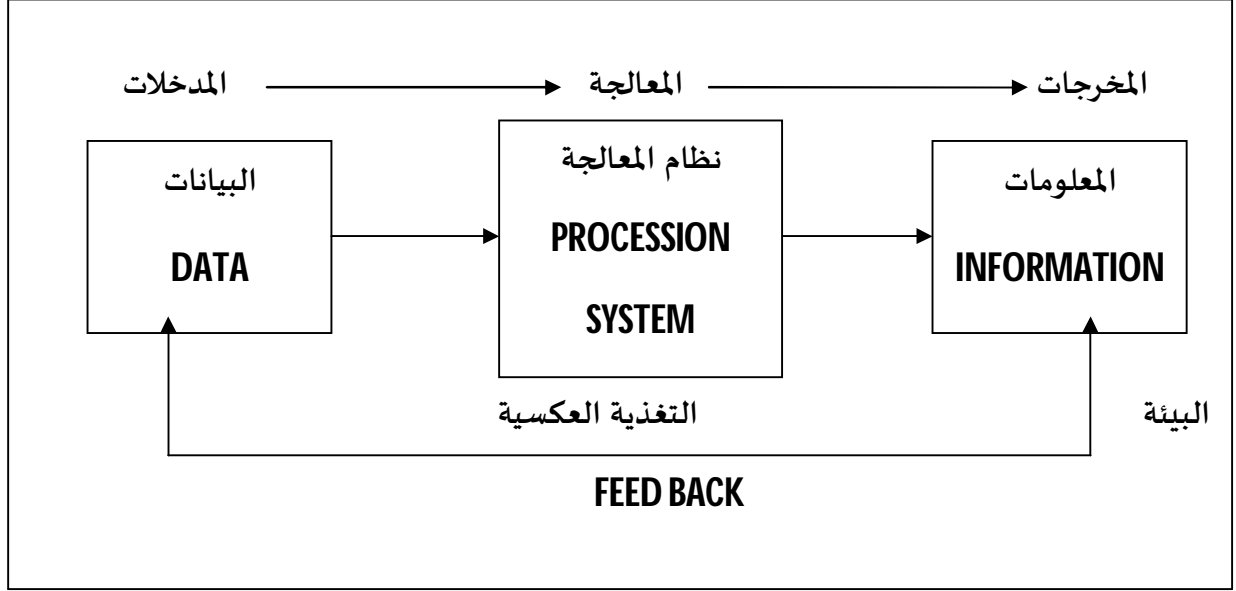 المدخلات
المعالجة
المخرجات
البيانات
DATA
نظام المعالجة
PROCESSION
SYSTEM
المعلومات
INFORMATION
التغذية العكسية
البيئة
FEED BACK